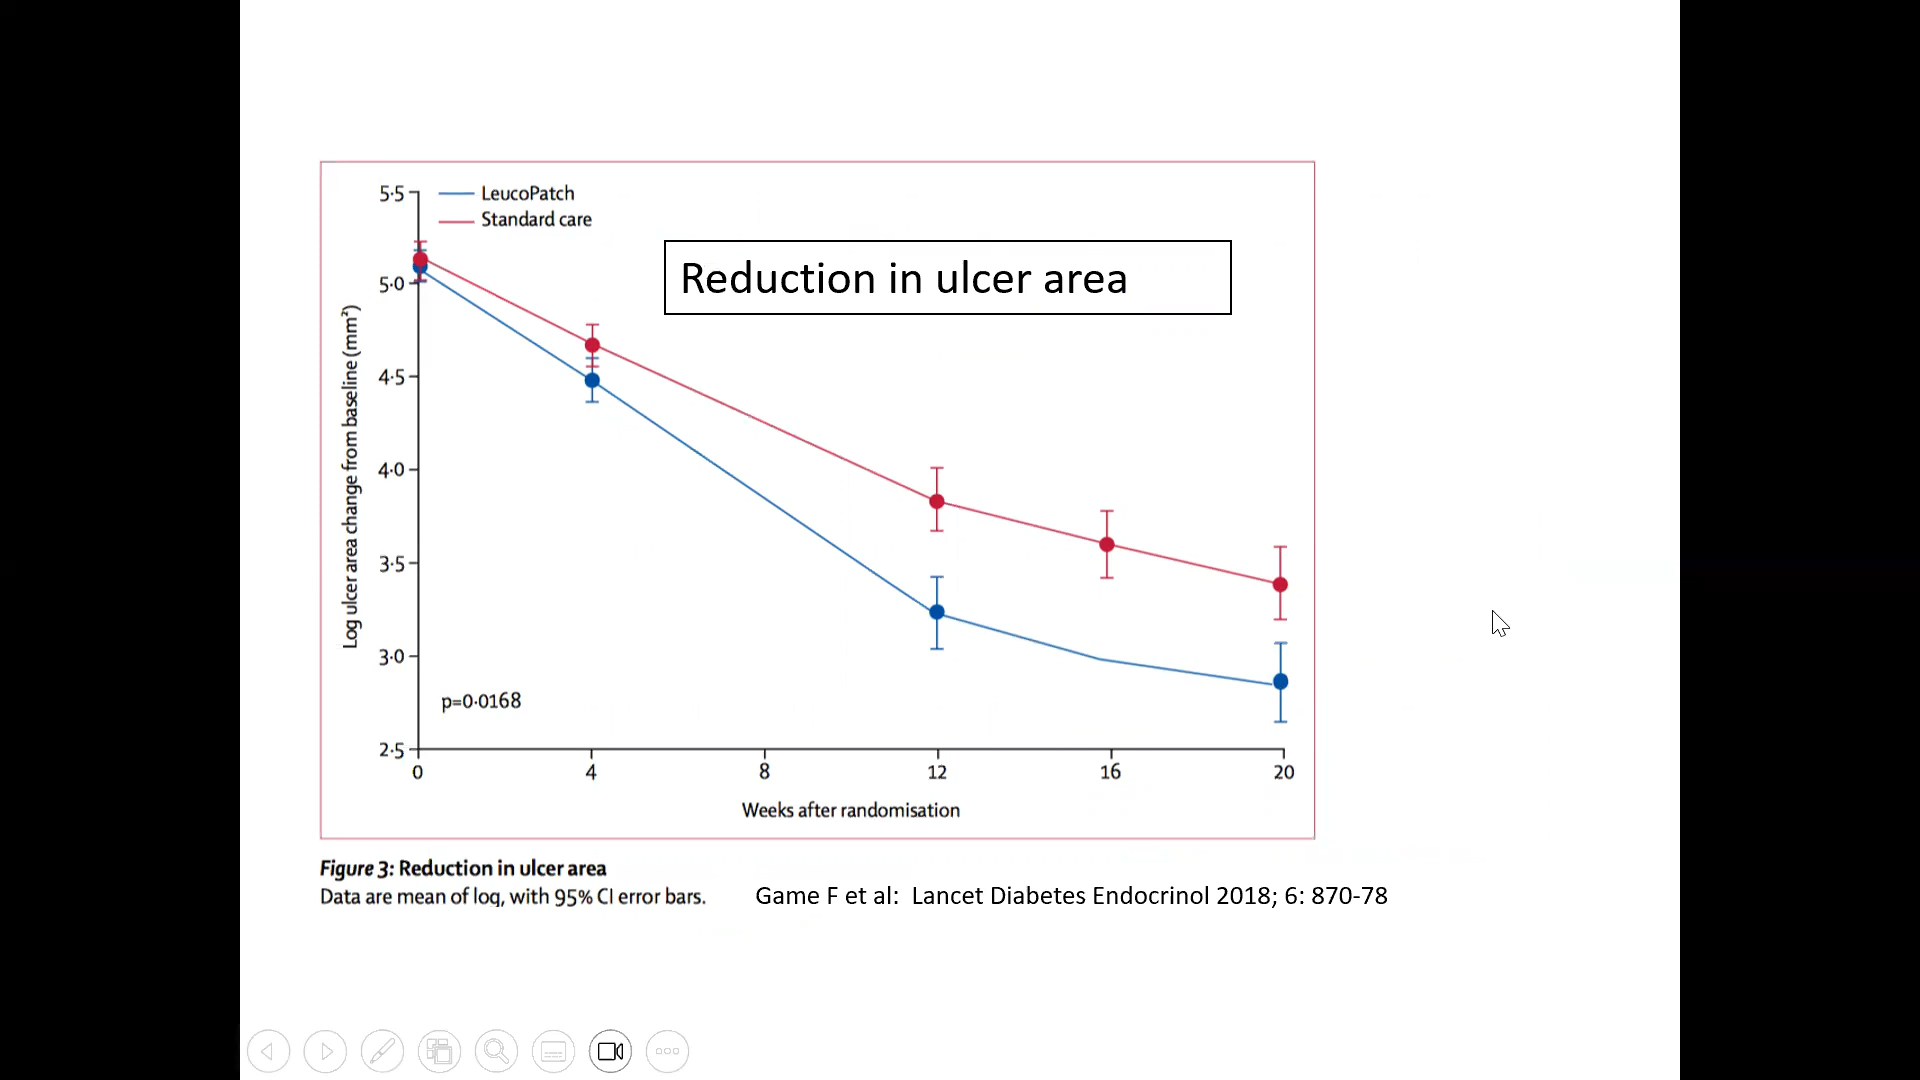 LeucoPatch
Standard care
Reduction in ulcer area
5·5
5·0
4·5
4·0
3·5
3·0
2·5
Log ulcer area change from baseline (mm²)
p=0·0168
0 4 8 12 16 20
Weeks after randomisation
Figure 3: Reduction in ulcer area
Data are mean of log, with 95% CI error bars.
Game F et al: Lancet Diabetes Endocrinol 2018; 6: 870-78